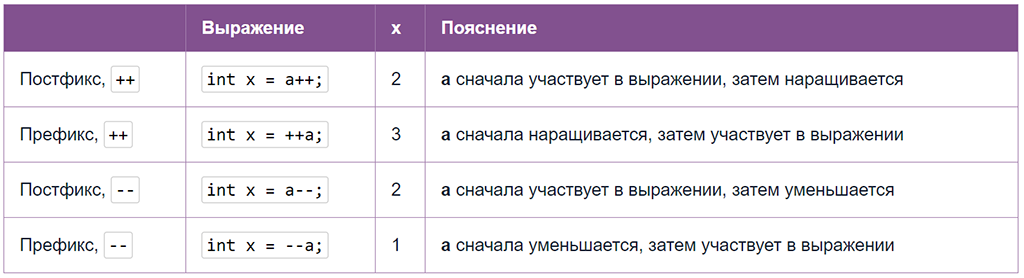 Выражение x Пояснение
Постфикс, ++ int x = a++; 2 a сначала участвует в выражении, затем наращивается
Префикс, ++ int x = ++a; 3 a сначала наращивается, затем участвует в выражении
Постфикс, -- int x = a--; 2 a сначала участвует в выражении, затем уменьшается
Префикс, -- int x = --a; 1 a сначала уменьшается, затем участвует в выражении